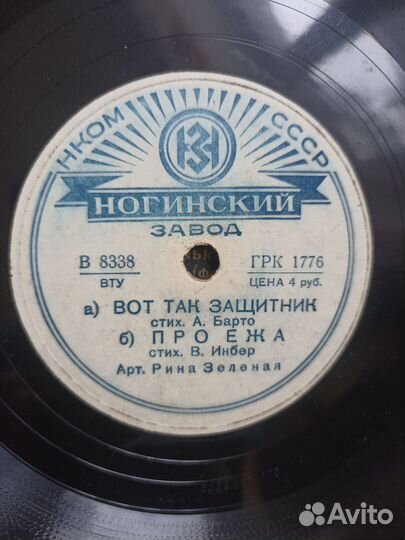 НКОМ СССР
НЗ
НОГИНСКИЙ
ЗАВОД
В 8338 ГРК 1776
ВТУ ЦЕНА 4 руб.
а) ВОТ ТАК ЗАЩИТНИК
стих. А. Барто
б) ПРО ЕЖА
стих. В. Инбер
Арт. Рина Зеленая
Avito